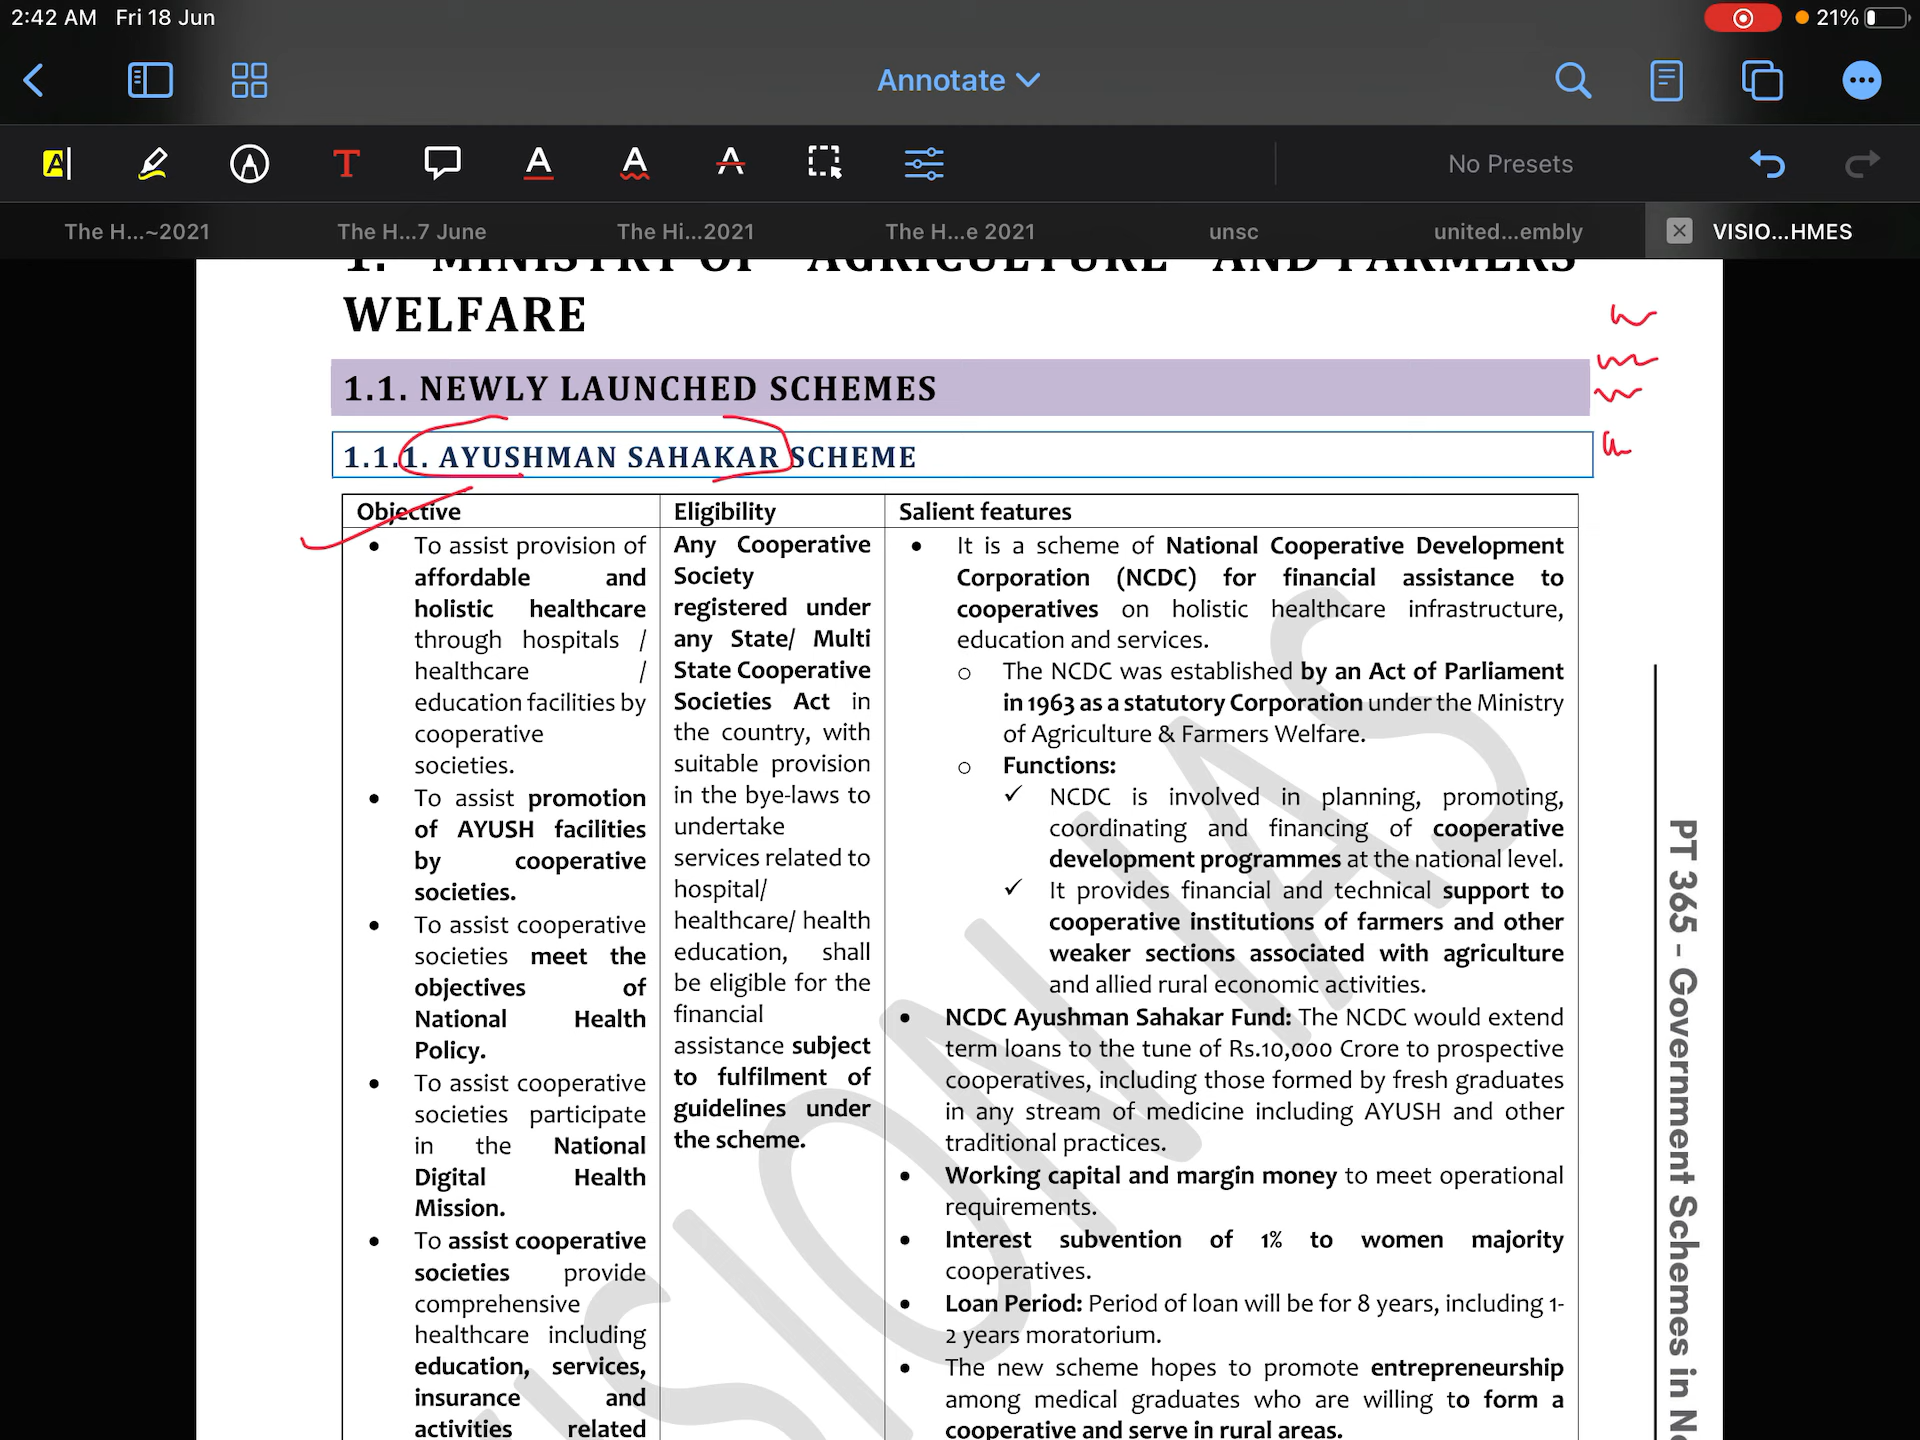 2:42 AM Fri 18 Jun
21%
Annotate
A
T
A
A
A
No Presets
The H...~2021
The H...7 June
The Hi...2021
The H...e 2021
unsc
united...embly
VISIO...HMES
1. MINISTRY OF AGRICULTURE AND FARMERS
WELFARE
1.1. NEWLY LAUNCHED SCHEMES
1.1.1. AYUSHMAN SAHAKAR SCHEME
Objective
• To assist provision of
affordable and
holistic healthcare
through hospitals /
healthcare /
education facilities by
cooperative
societies.
• To assist promotion
of AYUSH facilities
by cooperative
societies.
• To assist cooperative
societies meet the
objectives of
National Health
Policy.
• To assist cooperative
societies participate
in the National
Digital Health
Mission.
• To assist cooperative
societies provide
comprehensive
healthcare including
education, services,
insurance and
activities related
Eligibility
Any Cooperative
Society
registered under
any State/ Multi
State Cooperative
Societies Act in
the country, with
suitable provision
in the bye-laws to
undertake
services related to
hospital/
healthcare/ health
education, shall
be eligible for the
financial
assistance subject
to fulfilment of
guidelines under
the scheme.
Salient features
• It is a scheme of National Cooperative Development
Corporation (NCDC) for financial assistance to
cooperatives on holistic healthcare infrastructure,
education and services.
o The NCDC was established by an Act of Parliament
in 1963 as a statutory Corporation under the Ministry
of Agriculture & Farmers Welfare.
o Functions:
✓ NCDC is involved in planning, promoting,
coordinating and financing of cooperative
development programmes at the national level.
✓ It provides financial and technical support to
cooperative institutions of farmers and other
weaker sections associated with agriculture
and allied rural economic activities.
• NCDC Ayushman Sahakar Fund: The NCDC would extend
term loans to the tune of Rs.10,000 Crore to prospective
cooperatives, including those formed by fresh graduates
in any stream of medicine including AYUSH and other
traditional practices.
• Working capital and margin money to meet operational
requirements.
• Interest subvention of 1% to women majority
cooperatives.
• Loan Period: Period of loan will be for 8 years, including 1-
2 years moratorium.
• The new scheme hopes to promote entrepreneurship
among medical graduates who are willing to form a
cooperative and serve in rural areas.
PT 365 - Government Schemes in Ne
VISION IAS